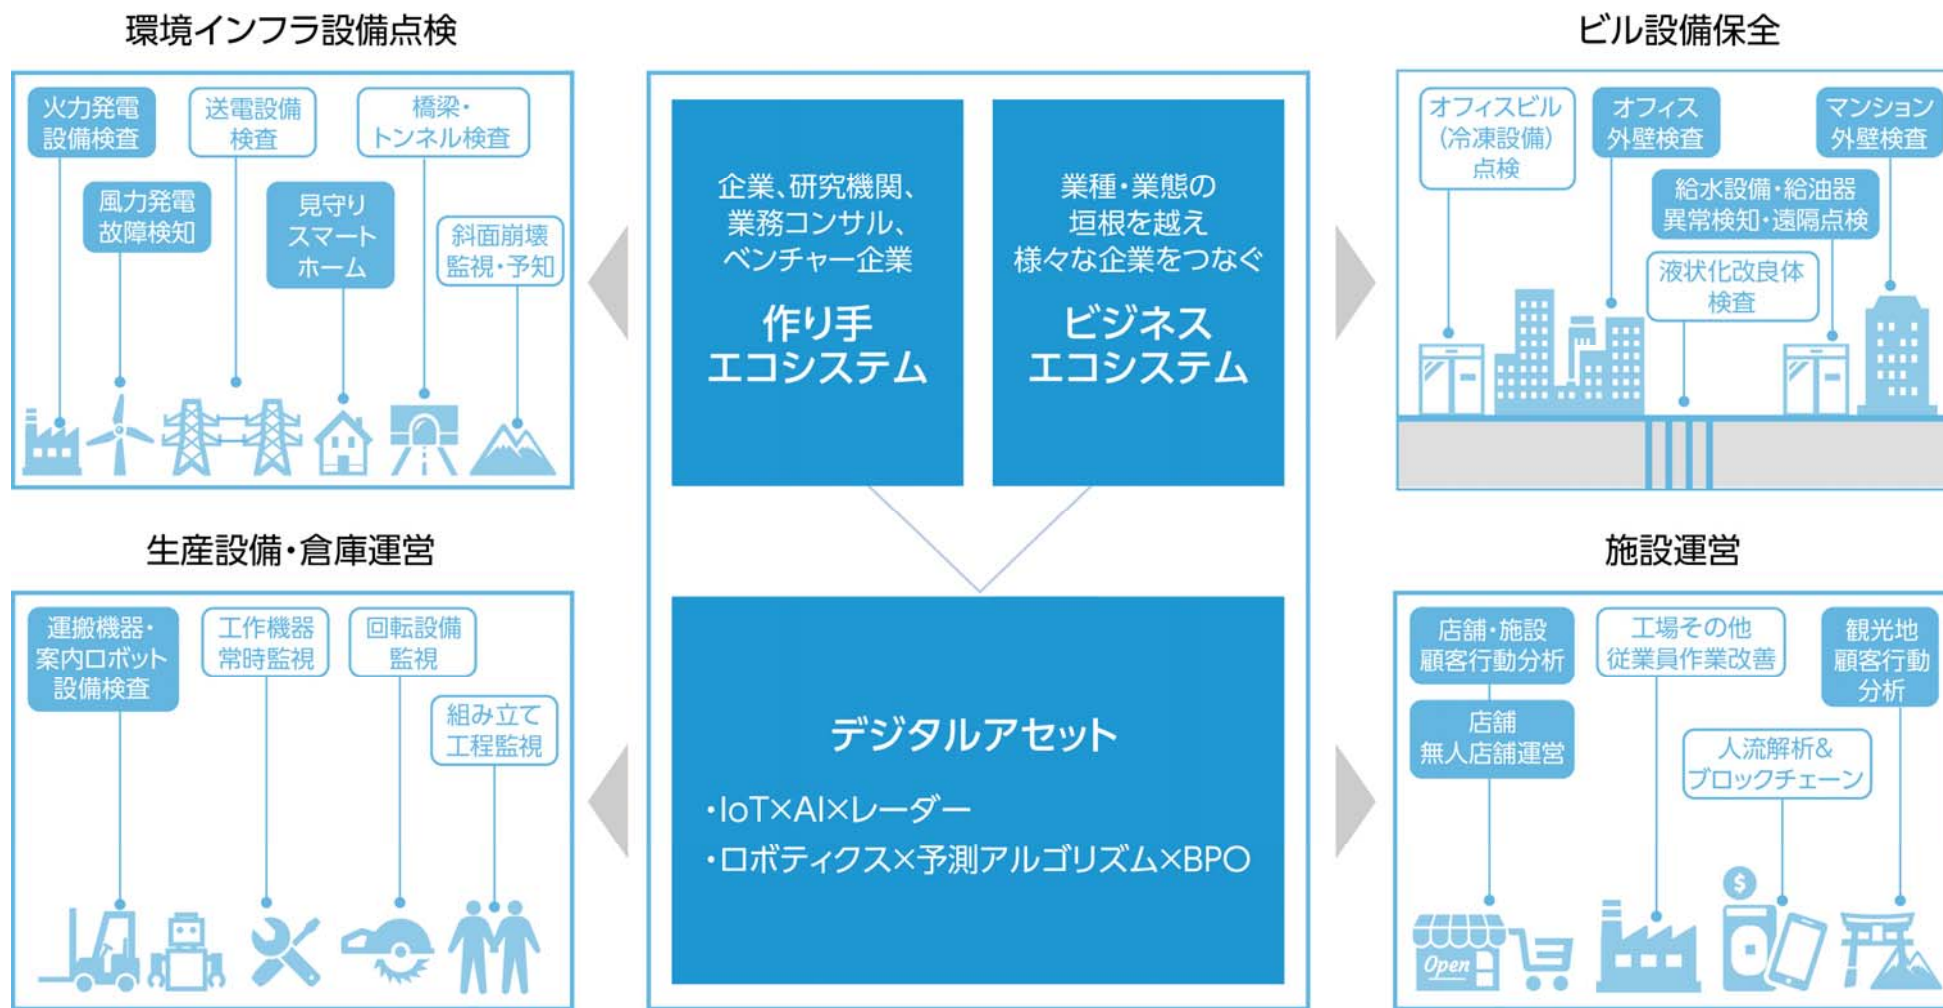 環境インフラ設備点検
火力発電
設備検査
送電設備
検査
橋梁・
トンネル検査
風力発電
故障検知
見守り
スマート
ホーム
斜面崩壊
監視・予知
生産設備・倉庫運営
運搬機器・
案内ロボット
設備検査
工作機器
常時監視
回転設備
監視
組み立て
工程監視
企業、研究機関、
業務コンサル、
ベンチャー企業
作り手
エコシステム
業種・業態の
垣根を越え
様々な企業をつなぐ
ビジネス
エコシステム
デジタルアセット
・IoT×AI×レーダー
・ロボティクス×予測アルゴリズム×BPO
ビル設備保全
オフィスビル
(冷凍設備)
点検
オフィス
外壁検査
マンション
外壁検査
給水設備・給油器
異常検知・遠隔点検
液状化改良体
検査
施設運営
店舗・施設
顧客行動分析
店舗
無人店舗運営
工場その他
従業員作業改善
人流解析&
ブロックチェーン
観光地
顧客行動
分析
$
Open